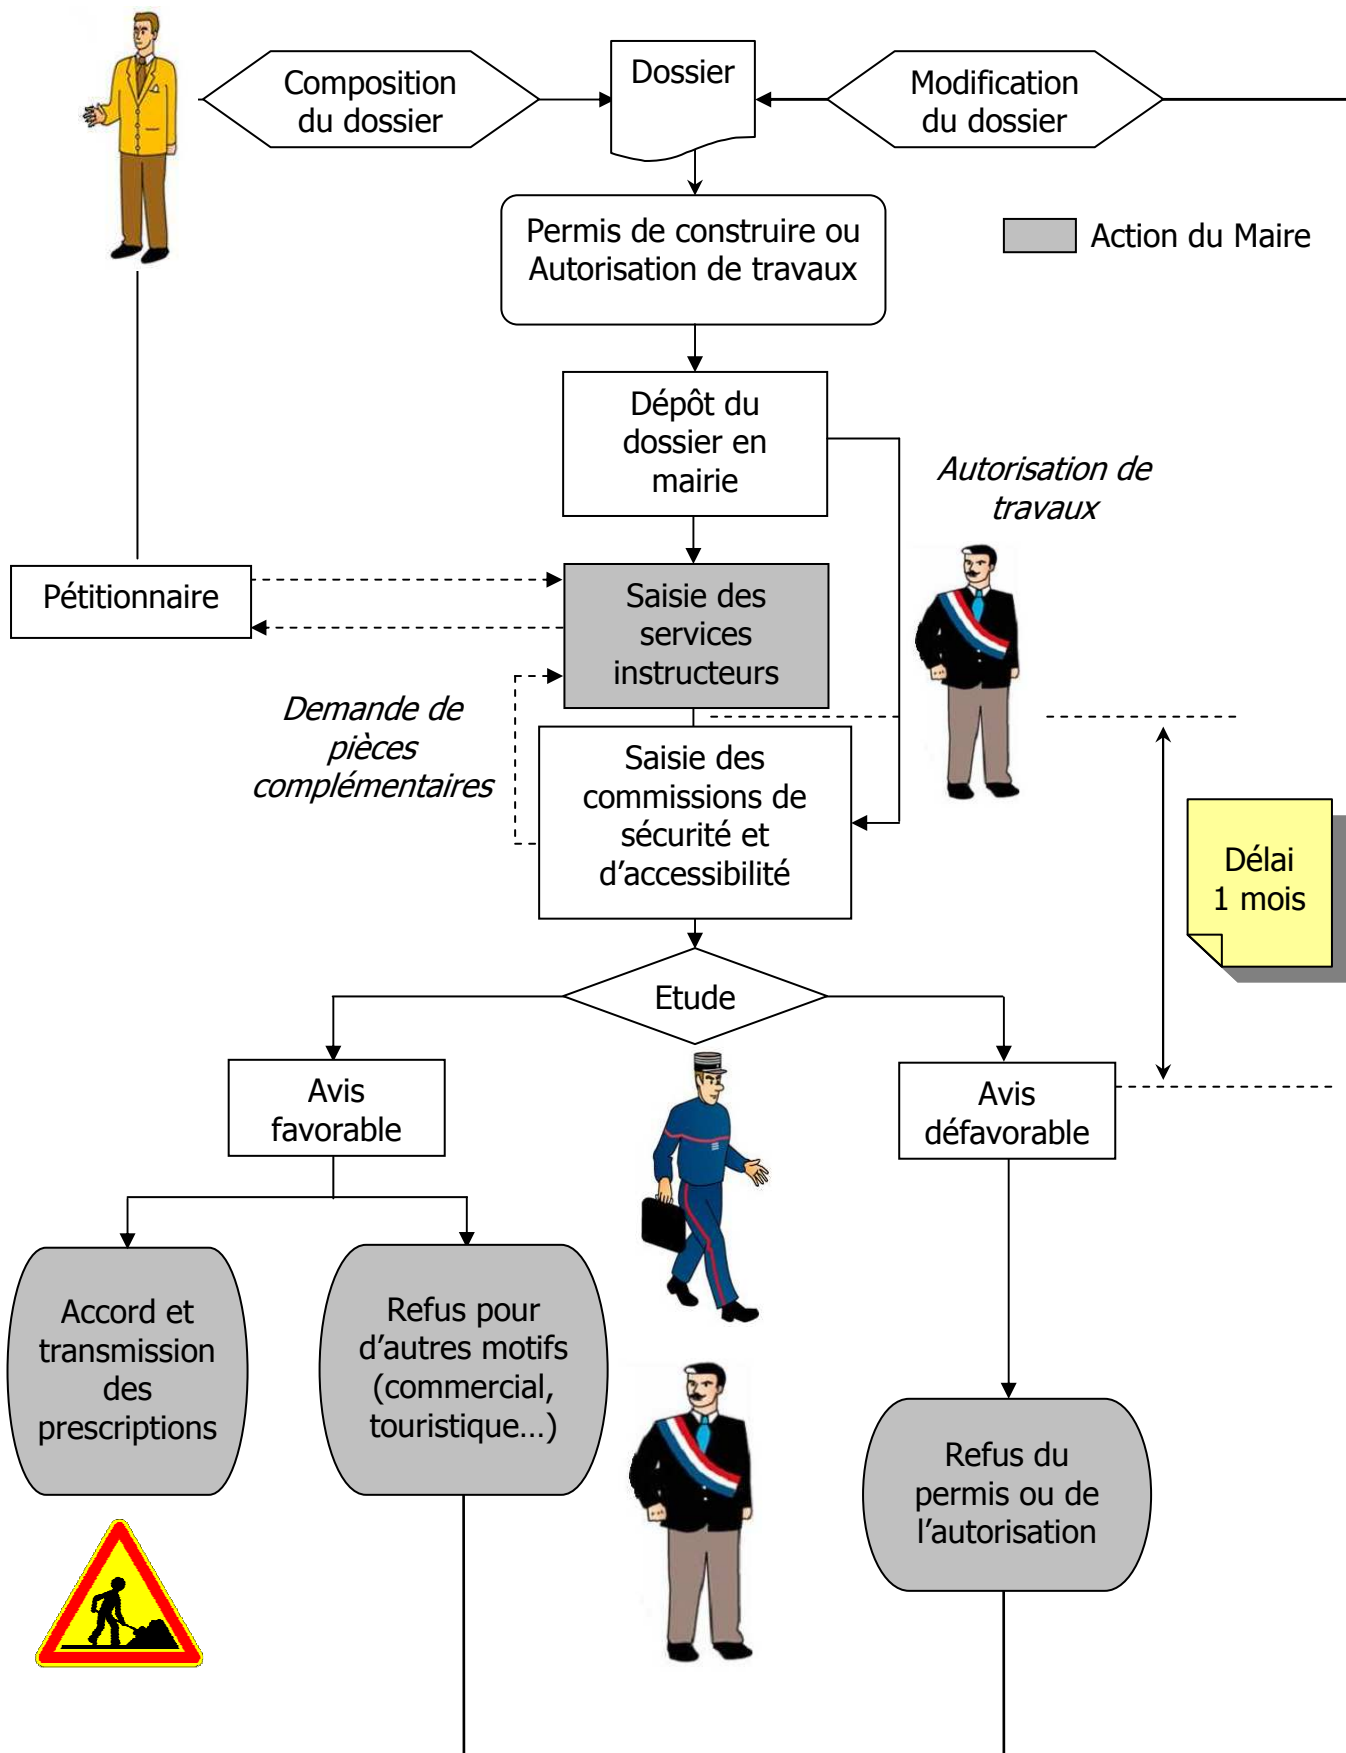 Composition
du dossier
Dossier
Modification
du dossier
Permis de construire ou
Autorisation de travaux
Action du Maire
Dépôt du
dossier en
mairie
Autorisation de
travaux
Pétitionnaire
Saisie des
services
instructeurs
Demande de
pièces
complémentaires
Saisie des
commissions de
sécurité et
d’accessibilité
Délai
1 mois
Etude
Avis
favorable
Avis
défavorable
Accord et
transmission
des
prescriptions
Refus pour
d’autres motifs
(commercial,
touristique…)
Refus du
permis ou de
l’autorisation